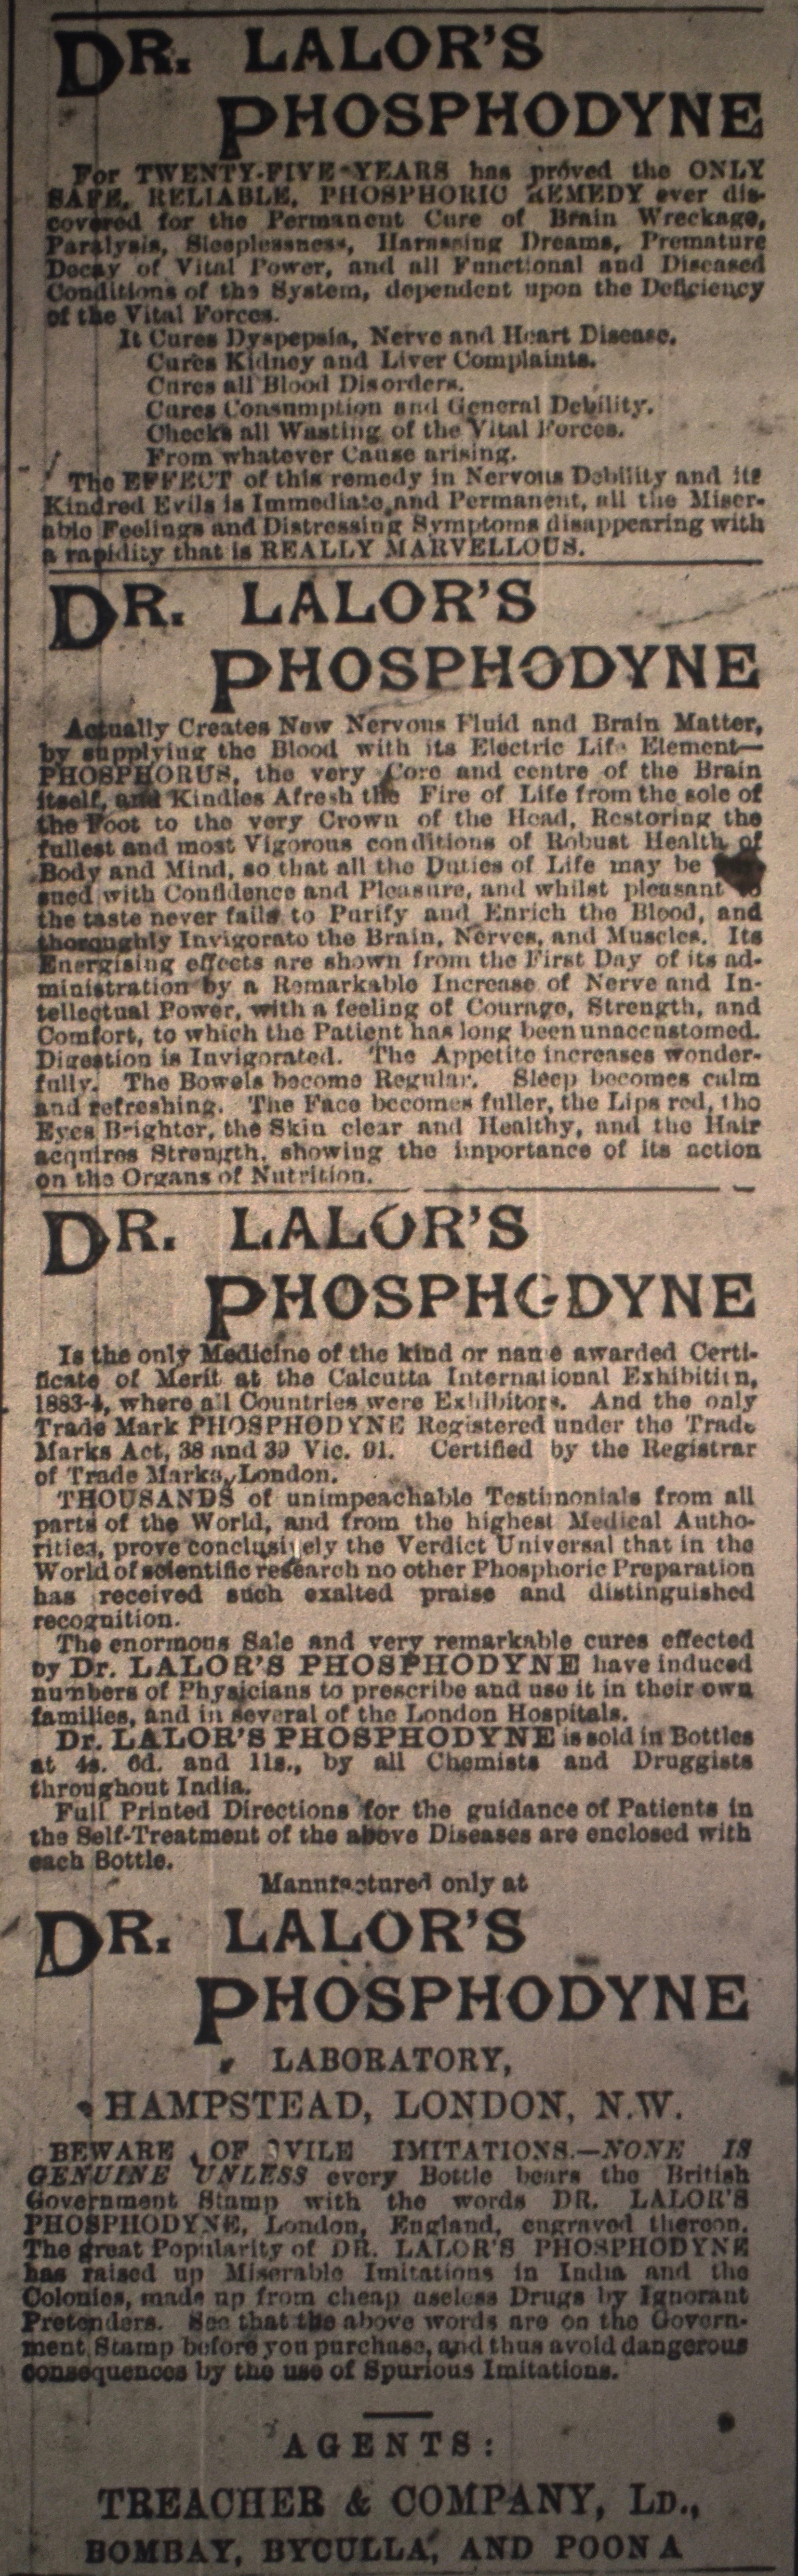 DR. LALOR'S
PHOSPHODYNE
For TWENTY-FIVE YEARS has proved the ONLY
SAFE, RELIABLE, PHOSPHORIC REMEDY ever dis-
covered for the Permanent Cure of Brain Wreckage,
Paralysis, Sleeplessness, Harassing Dreams, Premature
Decay of Vital Power, and all Functional and Diseased
Conditions of the System, dependent upon the Deficiency
of the Vital Forces.
It Cures Dyspepsia, Nerve and Heart Disease.
Cures Kidney and Liver Complaints.
Cures all Blood Disorders.
Cures Consumption and General Debility.
Checks all Wasting of the Vital Forces.
From whatever Cause arising.
The EFFECT of this remedy in Nervous Debility and its
Kindred Evils is Immediate and Permanent, all the Miser-
able Feelings and Distressing Symptoms disappearing with
a rapidity that is REALLY MARVELLOUS.
DR. LALOR'S
PHOSPHODYNE
Actually Creates New Nervous Fluid and Brain Matter,
by supplying the Blood with its Electric Life Element—
PHOSPHORUS, the very Core and centre of the Brain
itself, and Kindles Afresh the Fire of Life from the sole of
the Foot to the very Crown of the Head, Restoring the
fullest and most Vigorous conditions of Robust Health of
Body and Mind, so that all the Duties of Life may be
sued with Confidence and Pleasure, and whilst pleasant to
the taste never fails to Purify and Enrich the Blood, and
thoroughly Invigorate the Brain, Nerves, and Muscles. Its
Energising effects are shown from the First Day of its ad-
ministration by a Remarkable Increase of Nerve and In-
tellectual Power, with a feeling of Courage, Strength, and
Comfort, to which the Patient has long been unaccustomed.
Digestion is Invigorated. The Appetite increases wonder-
fully. The Bowels become Regular. Sleep becomes calm
and refreshing. The Face becomes fuller, the Lips red, the
Eyes Brighter, the Skin clear and Healthy, and the Hair
acquires Strength, showing the importance of its action
on the Organs of Nutrition.
DR. LALOR'S
PHOSPHODYNE
Is the only Medicine of the kind or name awarded Certi-
ficate of Merit at the Calcutta International Exhibition,
1883-4, where all Countries were Exhibitors. And the only
Trade Mark PHOSPHODYNE Registered under the Trade
Marks Act, 38 and 39 Vic. 91. Certified by the Registrar
of Trade Marks, London.
THOUSANDS of unimpeachable Testimonials from all
parts of the World, and from the highest Medical Autho-
rities, prove conclusively the Verdict Universal that in the
World of scientific research no other Phosphoric Preparation
has received such exalted praise and distinguished
recognition.
The enormous Sale and very remarkable cures effected
by Dr. LALOR'S PHOSPHODYNE have induced
numbers of Physicians to prescribe and use it in their own
families, and in several of the London Hospitals.
Dr. LALOR'S PHOSPHODYNE is sold in Bottles
at 4s. 6d. and 11s., by all Chemists and Druggists
throughout India.
Full Printed Directions for the guidance of Patients in
the Self-Treatment of the above Diseases are enclosed with
each Bottle.
Manufactured only at
DR. LALOR'S
PHOSPHODYNE
LABORATORY,
HAMPSTEAD, LONDON, N.W.
BEWARE OF VILE IMITATIONS.—NONE IS
GENUINE UNLESS every Bottle bears the British
Government Stamp with the words DR. LALOR'S
PHOSPHODYNE, London, England, engraved thereon.
The great Popularity of DR. LALOR'S PHOSPHODYNE
has raised up Miserable Imitations in India and the
Colonies, made up from cheap useless Drugs by Ignorant
Pretenders. See that the above words are on the Govern-
ment Stamp before you purchase, and thus avoid dangerous
consequences by the use of Spurious Imitations.
AGENTS:
TREACHER & COMPANY, LD.,
BOMBAY, BYCULLA, AND POONA